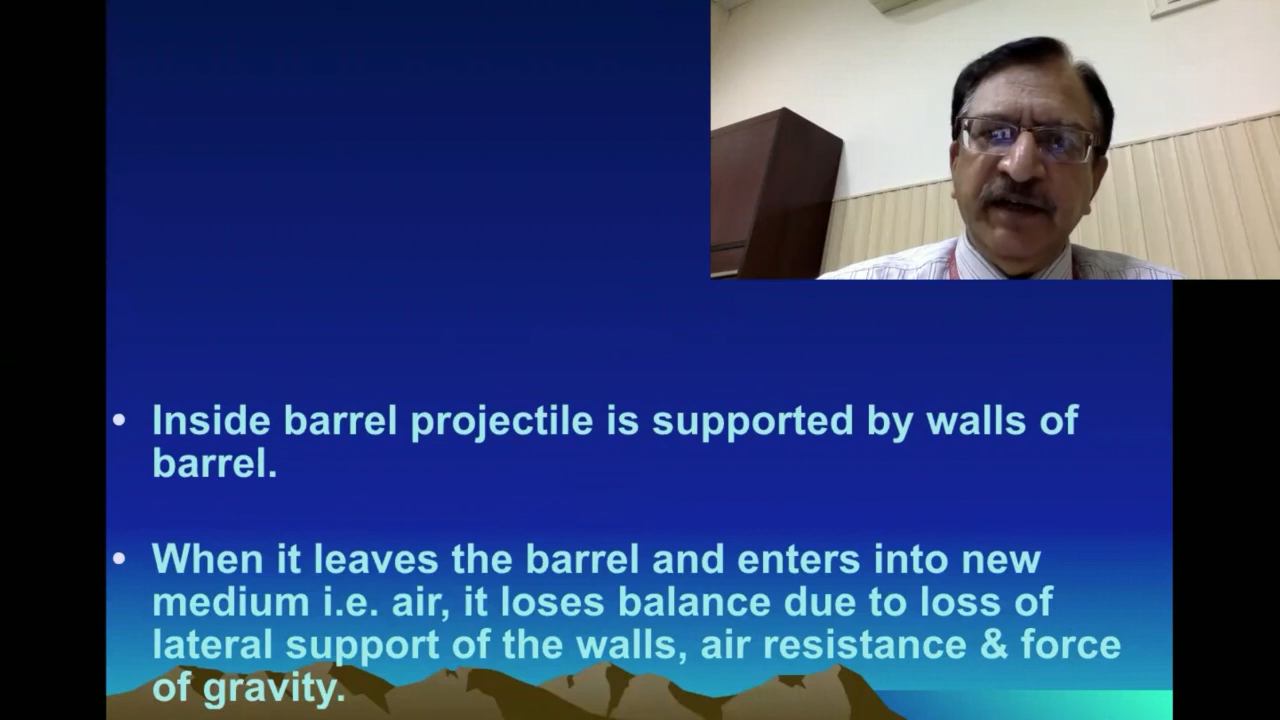 • Inside barrel projectile is supported by walls of
barrel.
• When it leaves the barrel and enters into new
medium i.e. air, it loses balance due to loss of
lateral support of the walls, air resistance & force
of gravity.